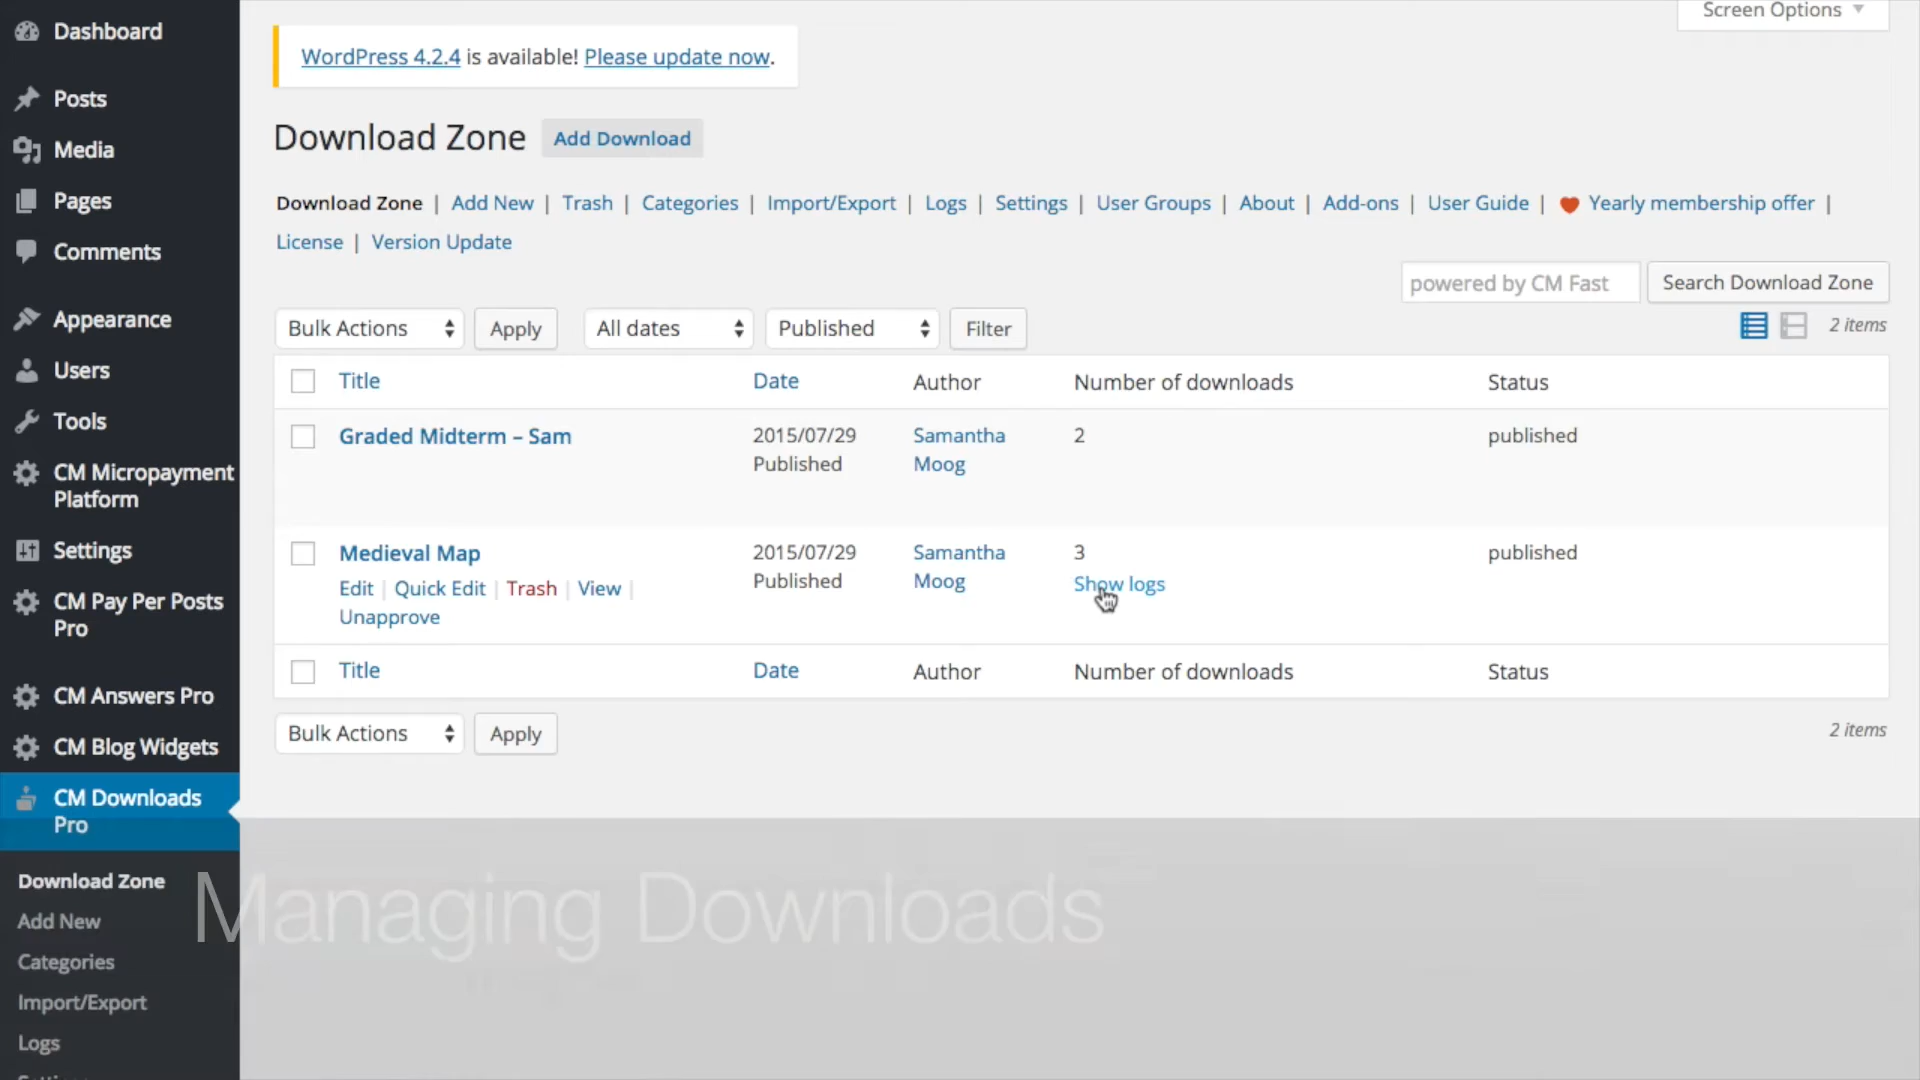 Dashboard
Posts
Media
Pages
Comments
Appearance
Users
Tools
CM Micropayment
Platform
Settings
CM Pay Per Posts
Pro
CM Answers Pro
CM Blog Widgets
CM Downloads
Pro
Download Zone
Add New
Categories
Import/Export
Logs
Screen Options
WordPress 4.2.4 is available! Please update now.
Download Zone Add Download
Download Zone | Add New | Trash | Categories | Import/Export | Logs | Settings | User Groups | About | Add-ons | User Guide | Yearly membership offer |
License | Version Update
powered by CM Fast Search Download Zone
Bulk Actions Apply All dates Published Filter 2 items
Title Date Author Number of downloads Status
Graded Midterm – Sam 2015/07/29 Samantha 2 published
Published Moog
Medieval Map 2015/07/29 Samantha 3 published
Edit | Quick Edit | Trash | View | Published Moog Show logs
Unapprove
Title Date Author Number of downloads Status
Bulk Actions Apply 2 items
Managing Downloads